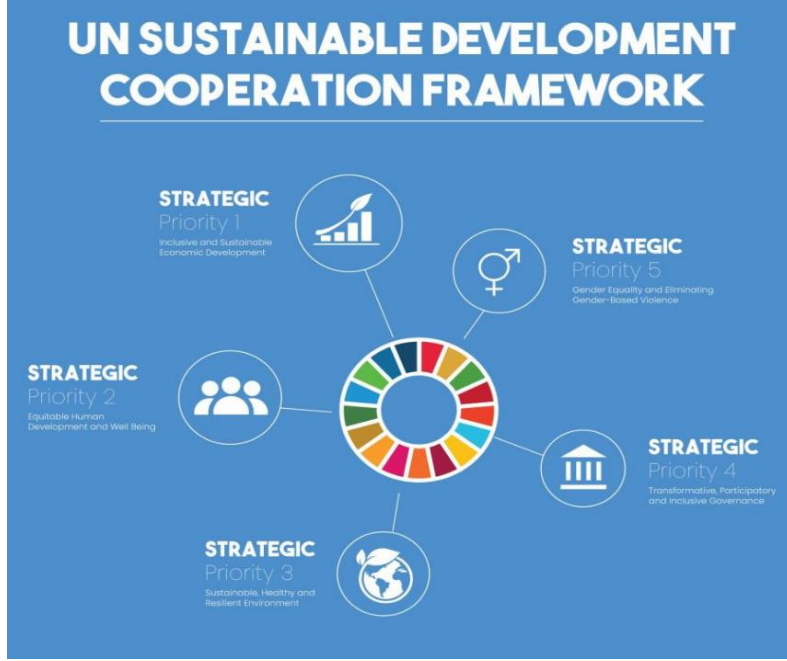 UN SUSTAINABLE DEVELOPMENT
COOPERATION FRAMEWORK
STRATEGIC
Priority 1
Inclusive and Sustainable
Economic Development
STRATEGIC
Priority 5
Gender Equality and Eliminating
Gender-Based Violence
STRATEGIC
Priority 2
Equitable Human
Development and Well Being
STRATEGIC
Priority 4
Transformative, Participatory
and Inclusive Governance
STRATEGIC
Priority 3
Sustainable, Healthy and
Resilient Environment